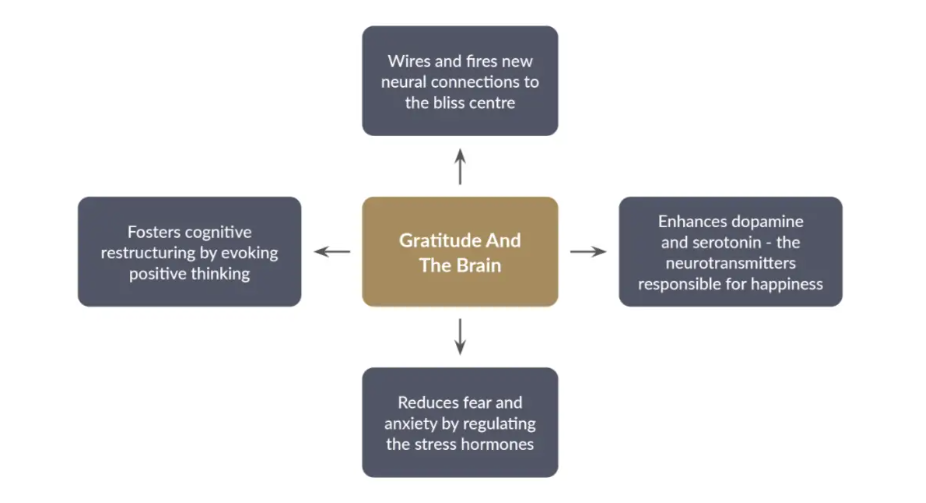 Wires and fires new
neural connections to
the bliss centre
Fosters cognitive
restructuring by evoking
positive thinking
Gratitude And
The Brain
Enhances dopamine
and serotonin - the
neurotransmitters
responsible for happiness
Reduces fear and
anxiety by regulating
the stress hormones